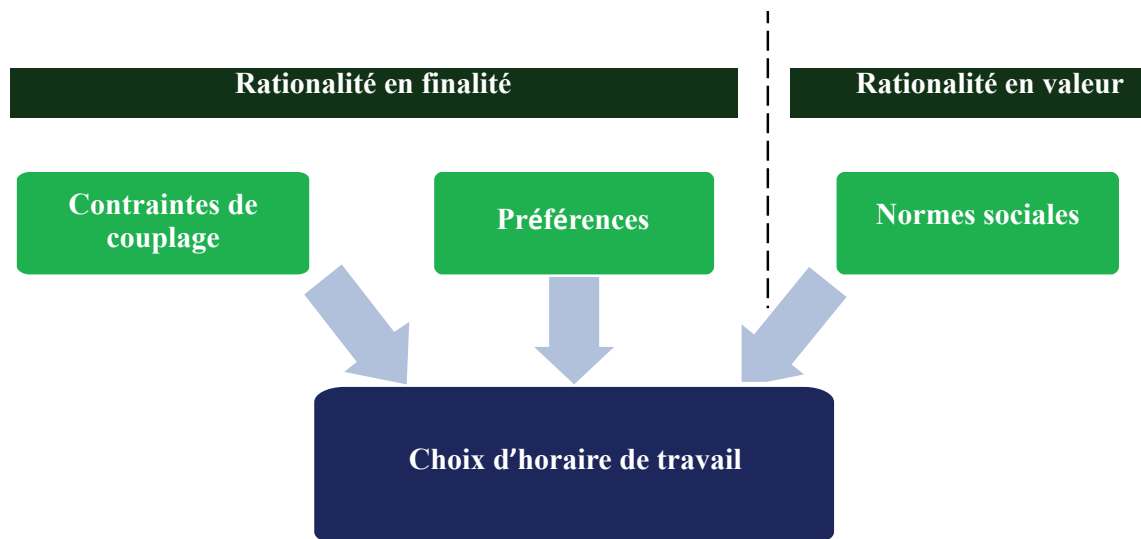 Rationalité en finalité
Rationalité en valeur
Contraintes de
couplage
Préférences
Normes sociales
Choix d'horaire de travail